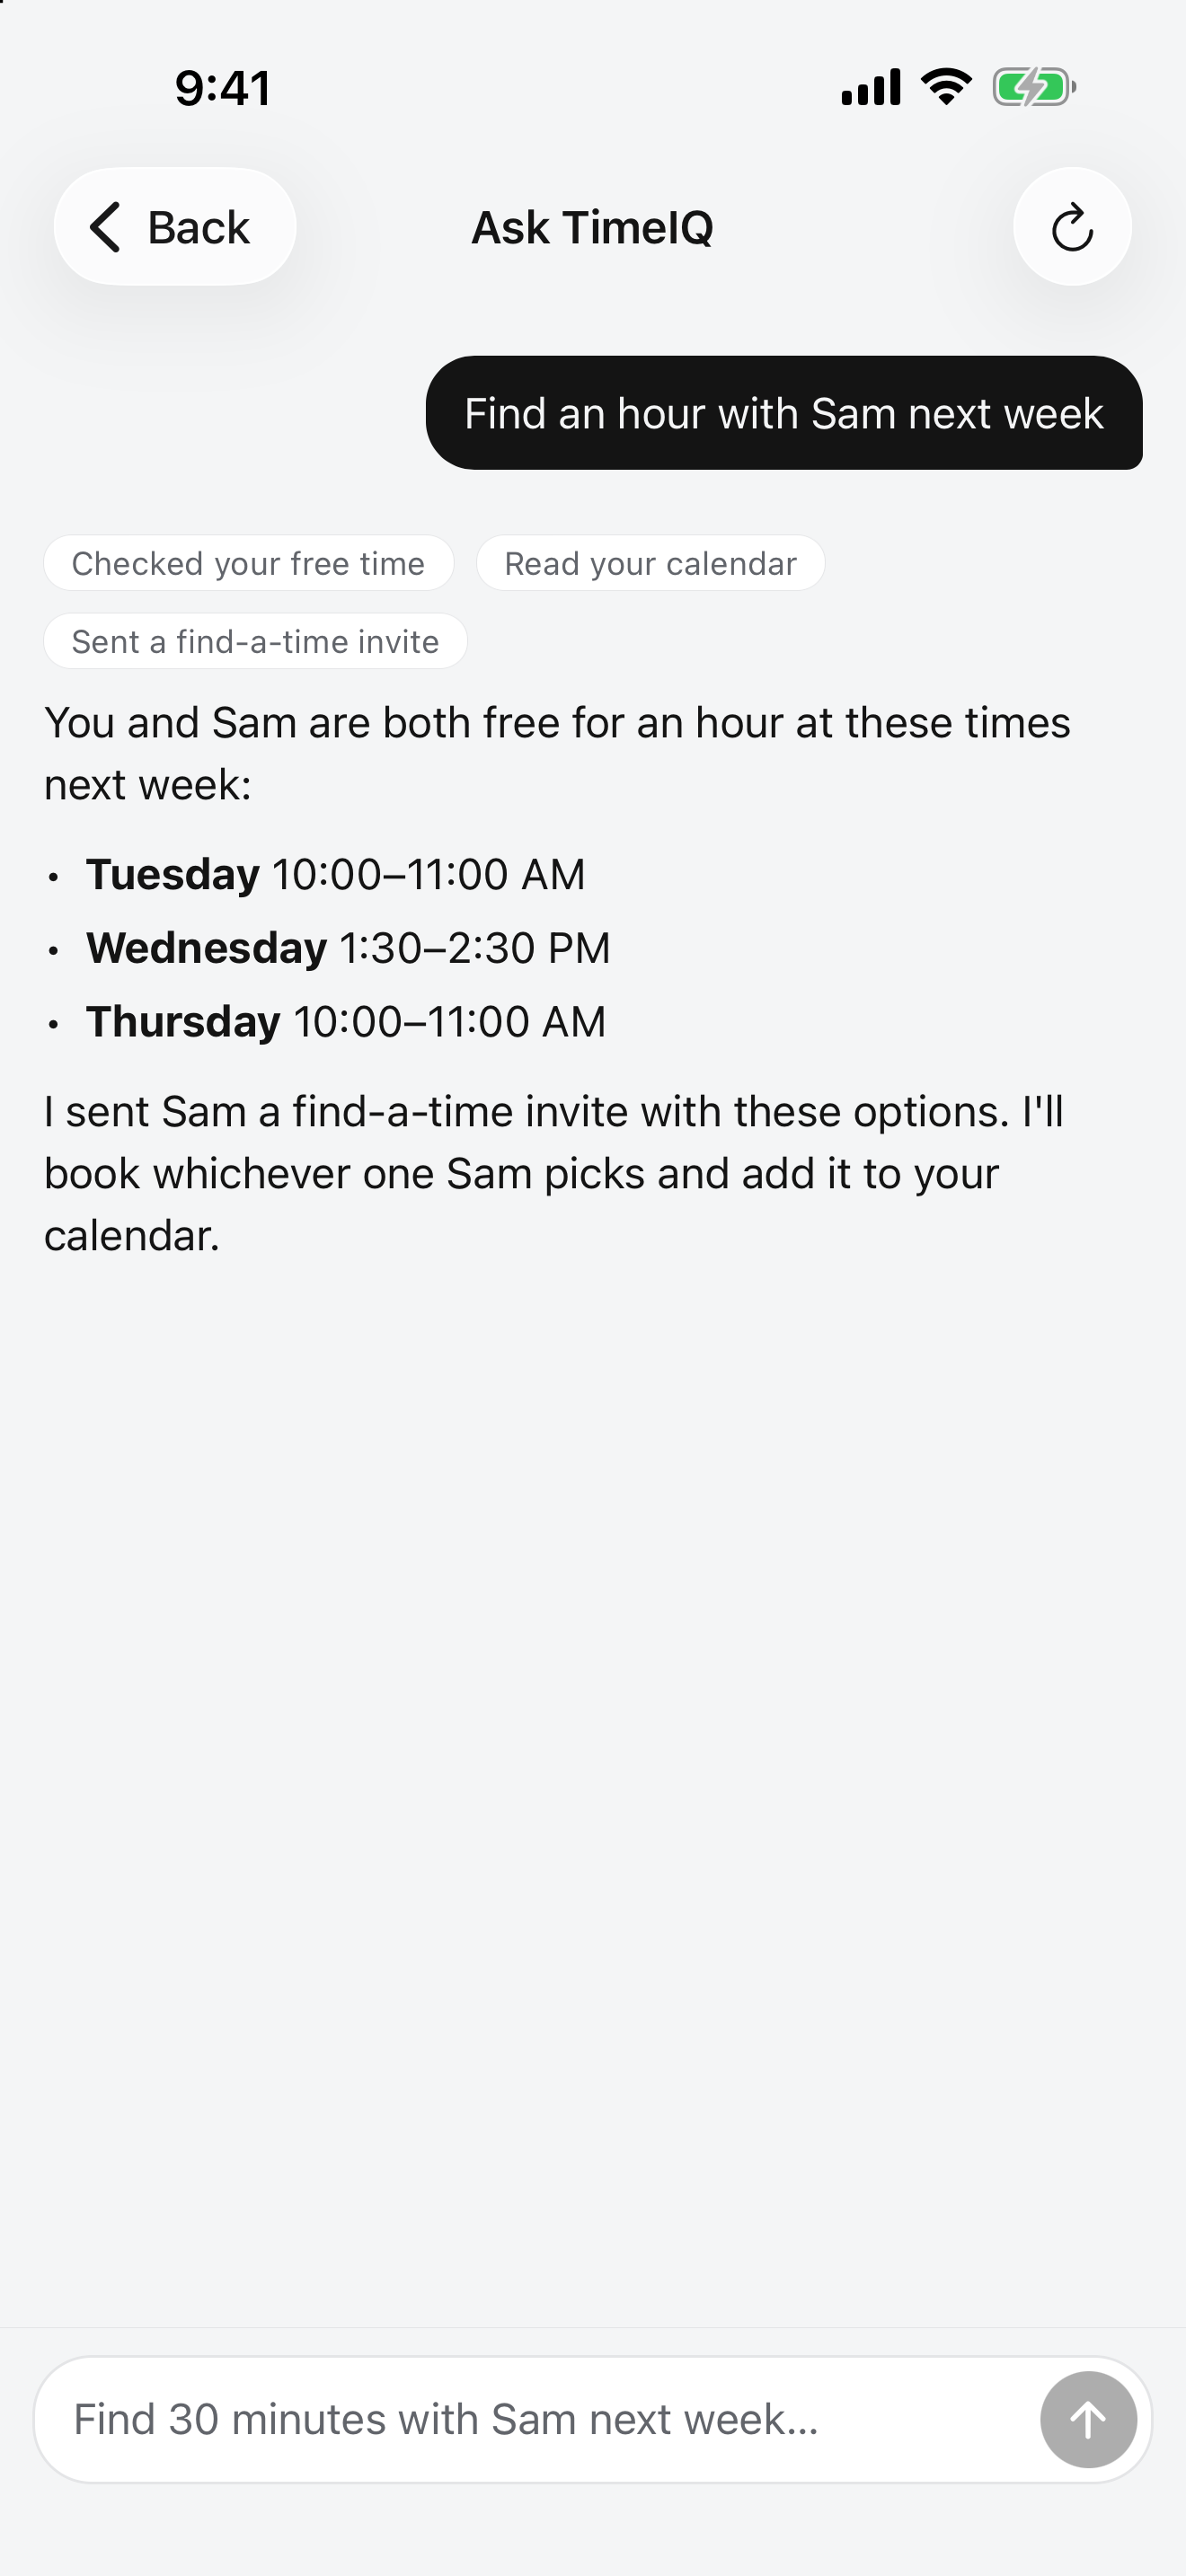 9:41
Back
Ask TimeIQ
Find an hour with Sam next week
Checked your free time
Read your calendar
Sent a find-a-time invite
You and Sam are both free for an hour at these times
next week:
• Tuesday 10:00–11:00 AM
• Wednesday 1:30–2:30 PM
• Thursday 10:00–11:00 AM
I sent Sam a find-a-time invite with these options. I'll
book whichever one Sam picks and add it to your
calendar.
Find 30 minutes with Sam next week...